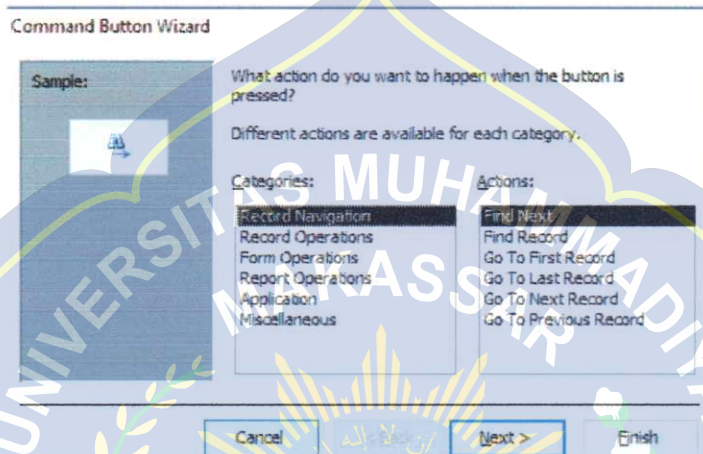 Command Button Wizard
Sample:
What action do you want to happen when the button is
pressed?
Different actions are available for each category.
Categories:
Record Navigation
Record Operations
Form Operations
Report Operations
Application
Miscellaneous
Actions:
Find Next
Find Record
Go To First Record
Go To Last Record
Go To Next Record
Go To Previous Record
UNIVERSITAS MUHAMMADIYA
MAKASSAR
Cancel
Next >
Finish